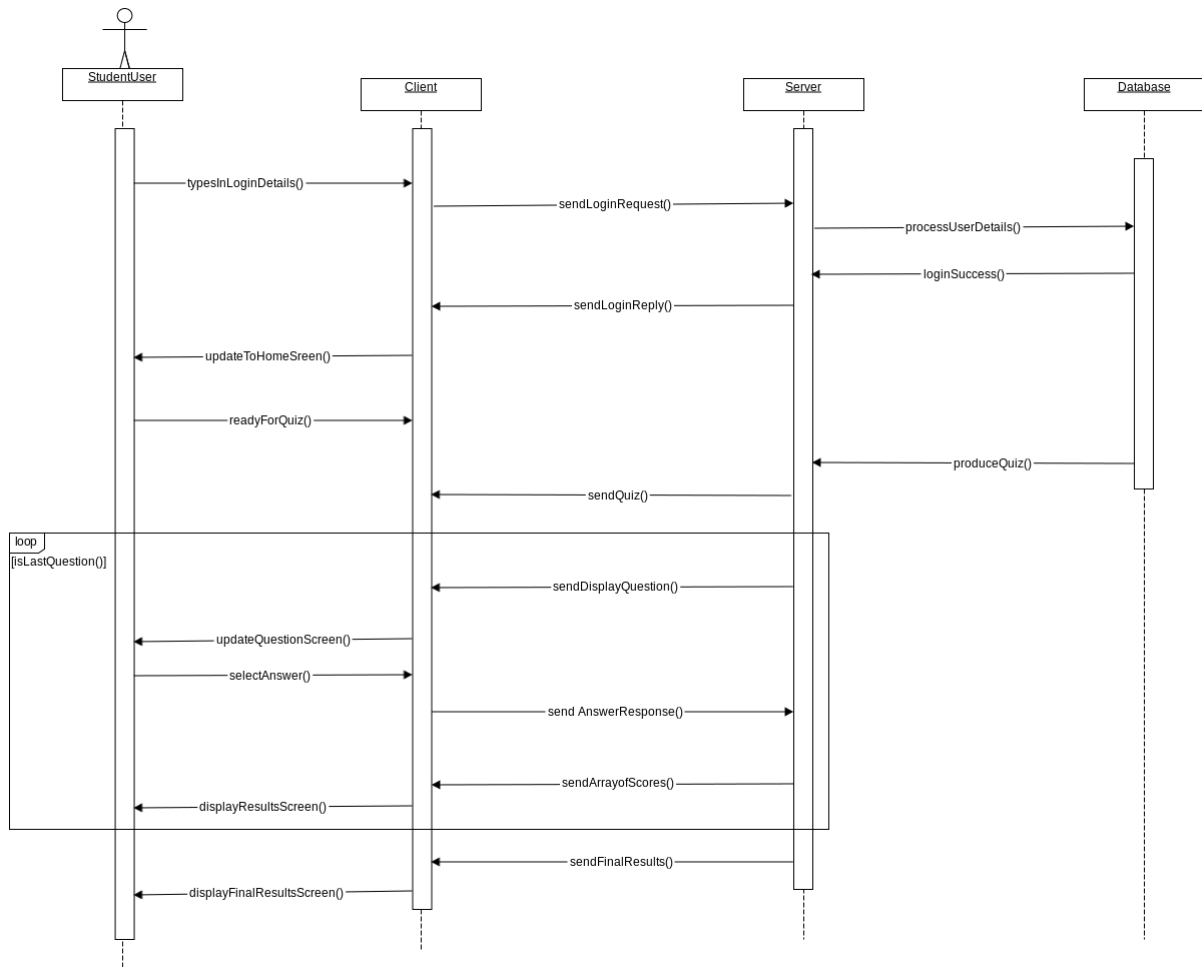 StudentUser
Client
Server
Database
typesInLoginDetails()
sendLoginRequest()
processUserDetails()
loginSuccess()
sendLoginReply()
updateToHomeSreen()
readyForQuiz()
produceQuiz()
sendQuiz()
loop
[isLastQuestion()]
sendDisplayQuestion()
updateQuestionScreen()
selectAnswer()
send AnswerResponse()
sendArrayofScores()
displayResultsScreen()
sendFinalResults()
displayFinalResultsScreen()